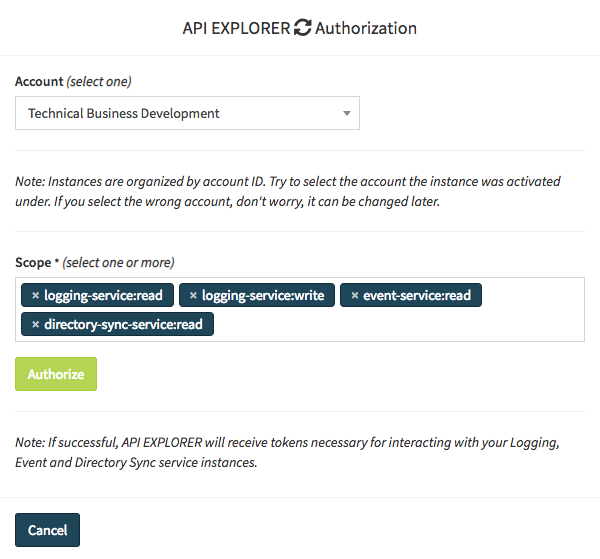 API EXPLORER Authorization
Account (select one)
Technical Business Development
Note: Instances are organized by account ID. Try to select the account the instance was activated
under. If you select the wrong account, don't worry, it can be changed later.
Scope * (select one or more)
× logging-service:read × logging-service:write × event-service:read
× directory-sync-service:read
Authorize
Note: If successful, API EXPLORER will receive tokens necessary for interacting with your Logging,
Event and Directory Sync service instances.
Cancel